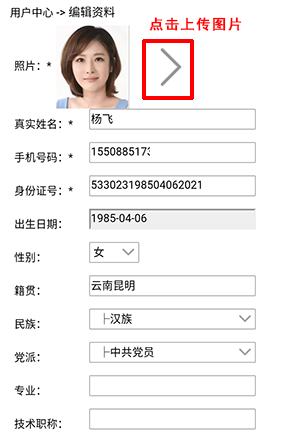 用户中心 -> 编辑资料
点击上传图片
照片：*
真实姓名：* 杨飞
手机号码：* 155088517
身份证号：* 533023198504062021
出生日期： 1985-04-06
性别： 女
籍贯： 云南昆明
民族： ├汉族
党派： ├中共党员
专业：
技术职称：